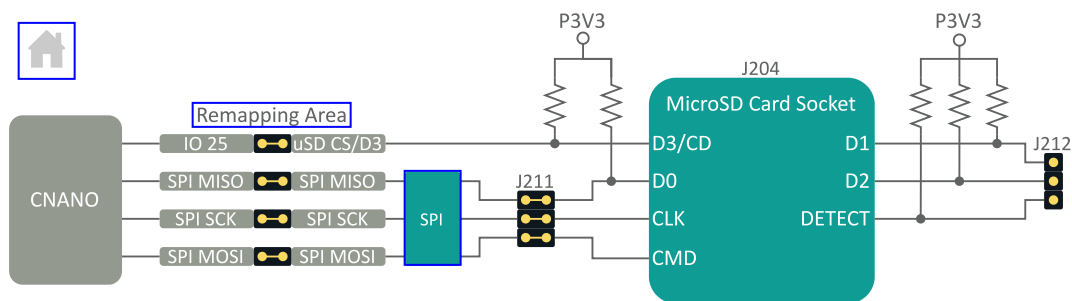 P3V3
P3V3
J204
Remapping Area
MicroSD Card Socket
IO 25
uSD CS/D3
D3/CD
D1
J212
CNANO
SPI MISO
SPI MISO
J211
D0
D2
SPI SCK
SPI SCK
SPI
CLK
DETECT
SPI MOSI
SPI MOSI
CMD